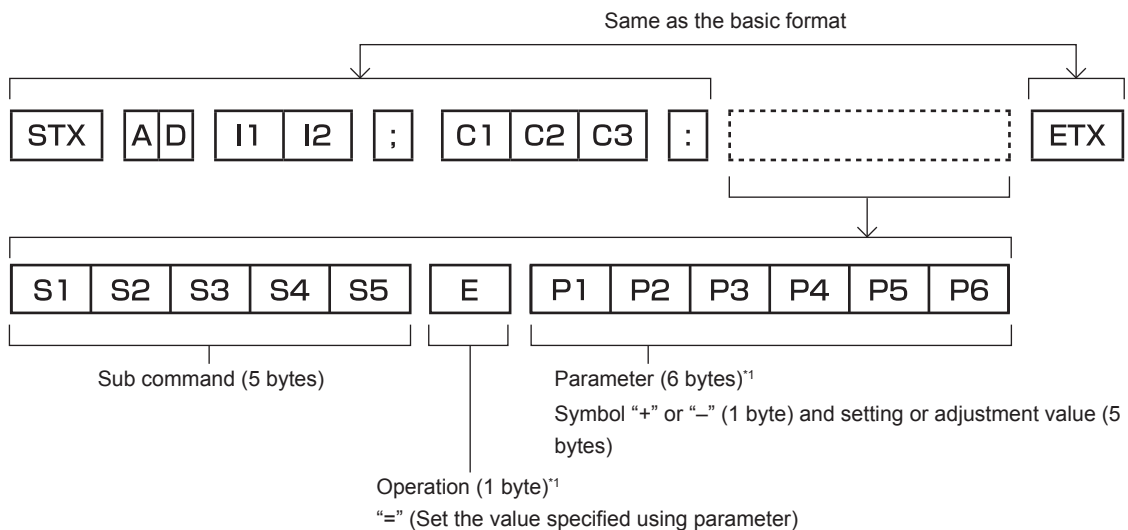 Same as the basic format
STX A D I1 I2 ; C1 C2 C3 : ETX
S1 S2 S3 S4 S5 E P1 P2 P3 P4 P5 P6
Sub command (5 bytes)
Parameter (6 bytes)*1
Symbol “+” or “–” (1 byte) and setting or adjustment value (5
bytes)
Operation (1 byte)*1
“=” (Set the value specified using parameter)